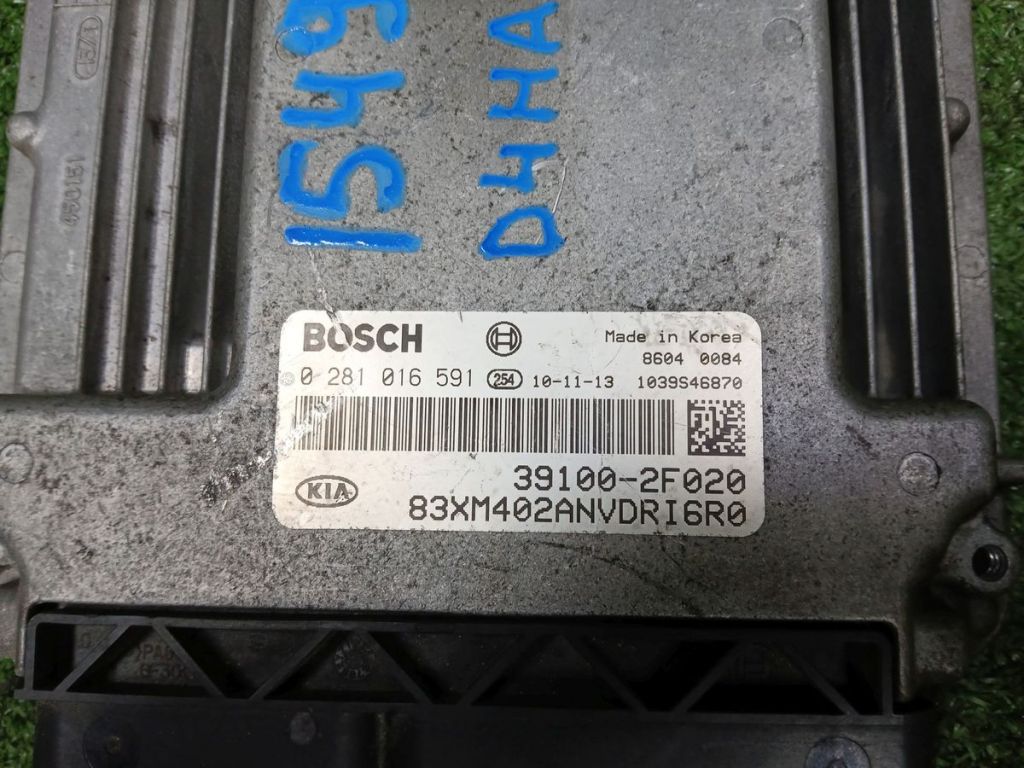 1549
D4HA
BOSCH
Made in Korea
8604 0084
0 281 016 591 254 10-11-13 1039S46870
39100-2F020
KIA
83XM402ANVDRI6R0